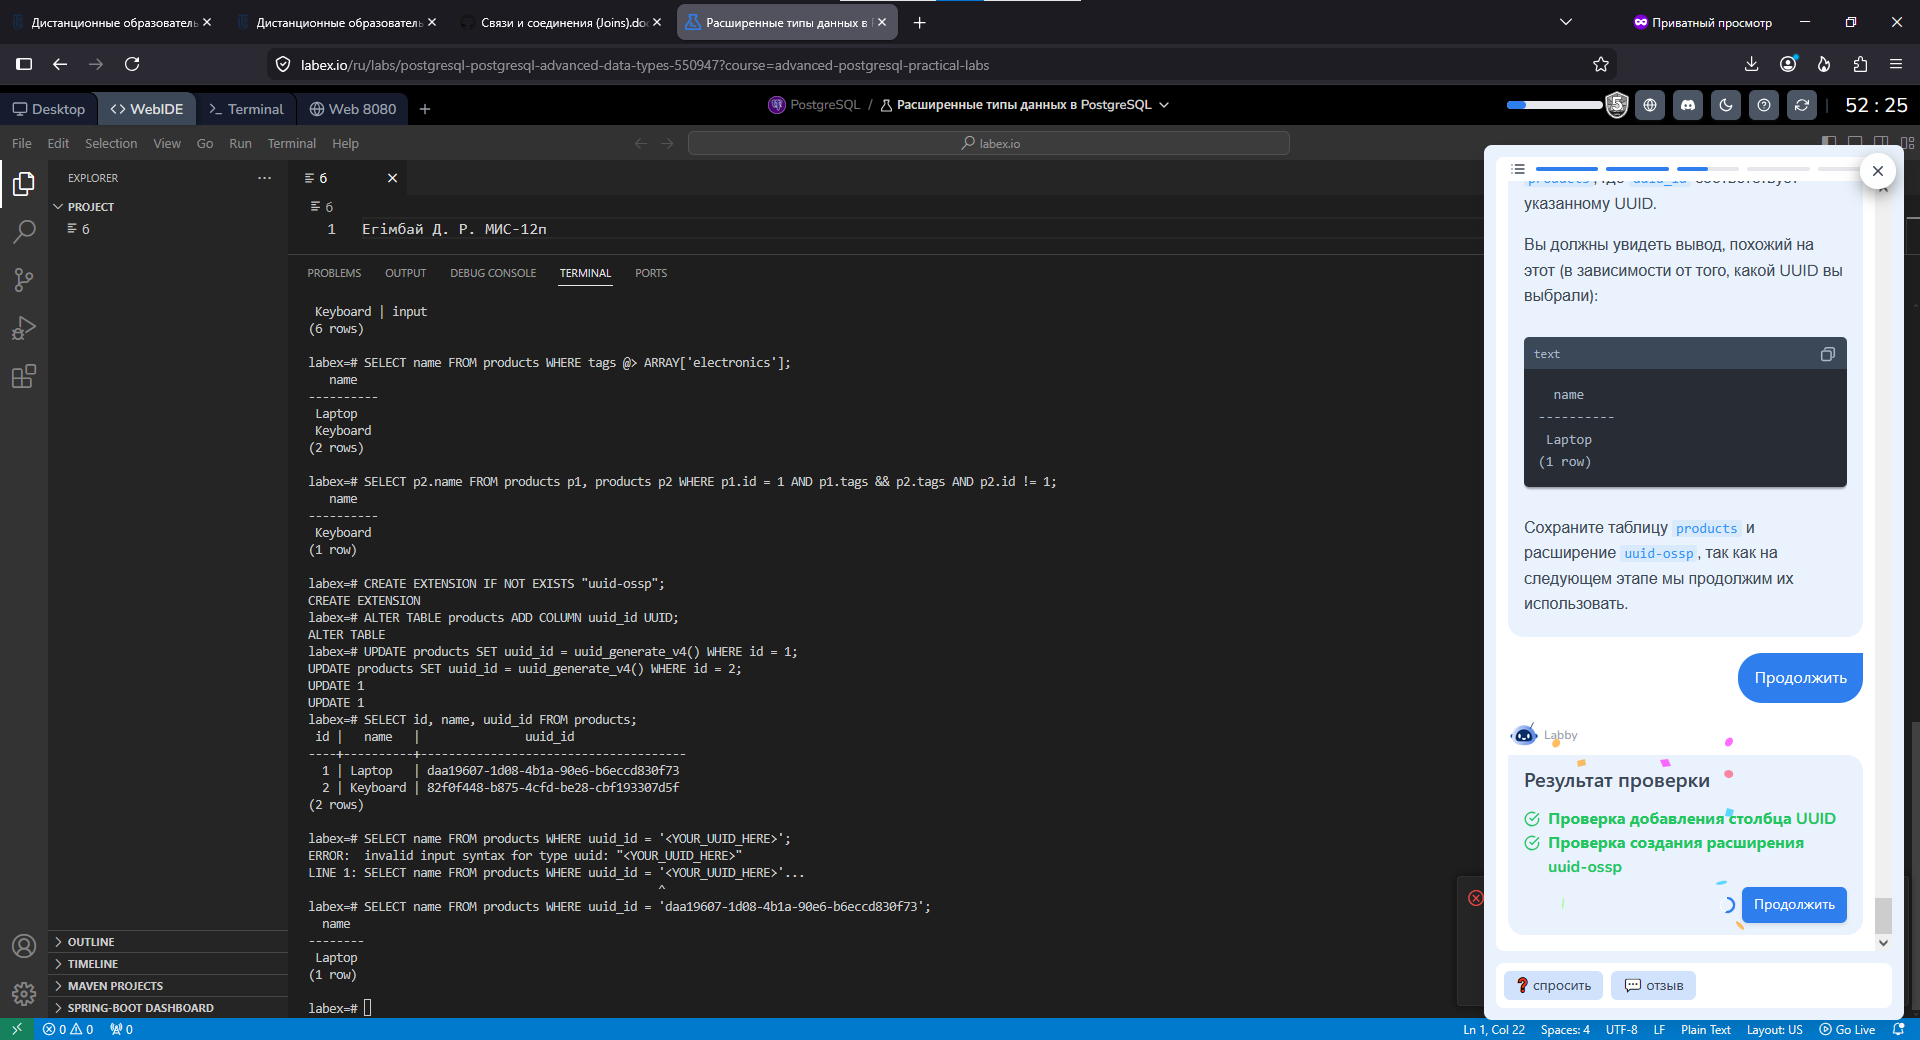 Дистанционные образователь
Дистанционные образователь
Связи и соединения (Joins).do
Расширенные типы данных в
Приватный просмотр
labex.io/ru/labs/postgresql-postgresql-advanced-data-types-550947?course=advanced-postgresql-practical-labs
Desktop
WebIDE
Terminal
Web 8080
PostgreSQL / Расширенные типы данных в PostgreSQL
5
52 : 25
File Edit Selection View Go Run Terminal Help
labex.io
EXPLORER
PROJECT
б
б
б
1 Егімбай Д. Р. МИС-12п
PROBLEMS OUTPUT DEBUG CONSOLE TERMINAL PORTS
Keyboard | input
(6 rows)
labex=# SELECT name FROM products WHERE tags @> ARRAY['electronics'];
name
----------
Laptop
Keyboard
(2 rows)
labex=# SELECT p2.name FROM products p1, products p2 WHERE p1.id = 1 AND p1.tags && p2.tags AND p2.id != 1;
name
----------
Keyboard
(1 row)
labex=# CREATE EXTENSION IF NOT EXISTS "uuid-ossp";
CREATE EXTENSION
labex=# ALTER TABLE products ADD COLUMN uuid_id UUID;
ALTER TABLE
labex=# UPDATE products SET uuid_id = uuid_generate_v4() WHERE id = 1;
UPDATE products SET uuid_id = uuid_generate_v4() WHERE id = 2;
UPDATE 1
UPDATE 1
labex=# SELECT id, name, uuid_id FROM products;
id | name | uuid_id
----+----------+--------------------------------------
1 | Laptop | daa19607-1d08-4b1a-90e6-b6eccd830f73
2 | Keyboard | 82f0f448-b875-4cfd-be28-cbf193307d5f
(2 rows)
labex=# SELECT name FROM products WHERE uuid_id = '<YOUR_UUID_HERE>';
ERROR: invalid input syntax for type uuid: "<YOUR_UUID_HERE>"
LINE 1: SELECT name FROM products WHERE uuid_id = '<YOUR_UUID_HERE>'...
^
labex=# SELECT name FROM products WHERE uuid_id = 'daa19607-1d08-4b1a-90e6-b6eccd830f73';
name
--------
Laptop
(1 row)
labex=#
OUTLINE
TIMELINE
MAVEN PROJECTS
SPRING-BOOT DASHBOARD
указанному UUID.
Вы должны увидеть вывод, похожий на
этот (в зависимости от того, какой UUID вы
выбрали):
text
name
----------
Laptop
(1 row)
Сохраните таблицу products и
расширение uuid-ossp, так как на
следующем этапе мы продолжим их
использовать.
Продолжить
Labby
Результат проверки
Проверка добавления столбца UUID
Проверка создания расширения
uuid-ossp
Продолжить
спросить
отзыв
0 0 0
Ln 1, Col 22 Spaces: 4 UTF-8 LF Plain Text Layout: US Go Live